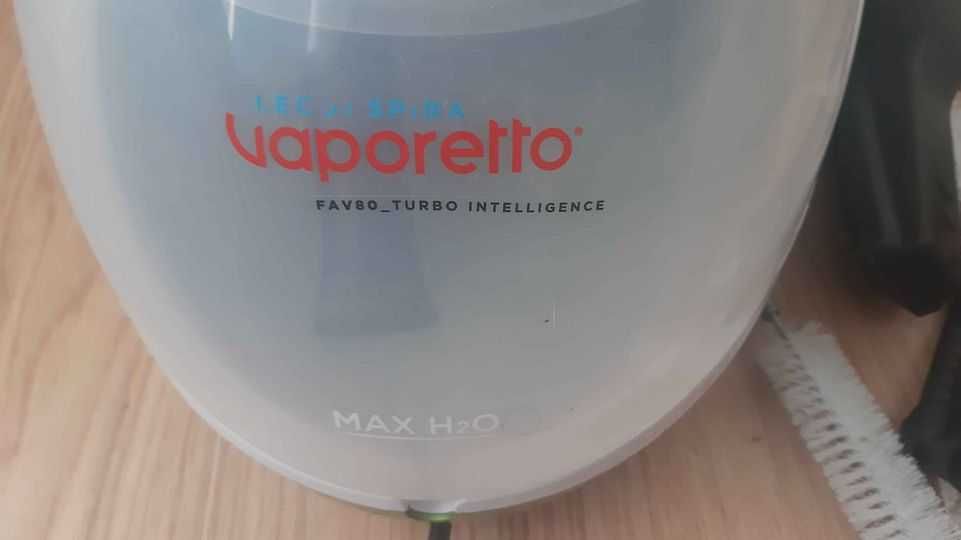 vaporetto
FAV80_TURBO INTELLIGENCE
MAX H₂O